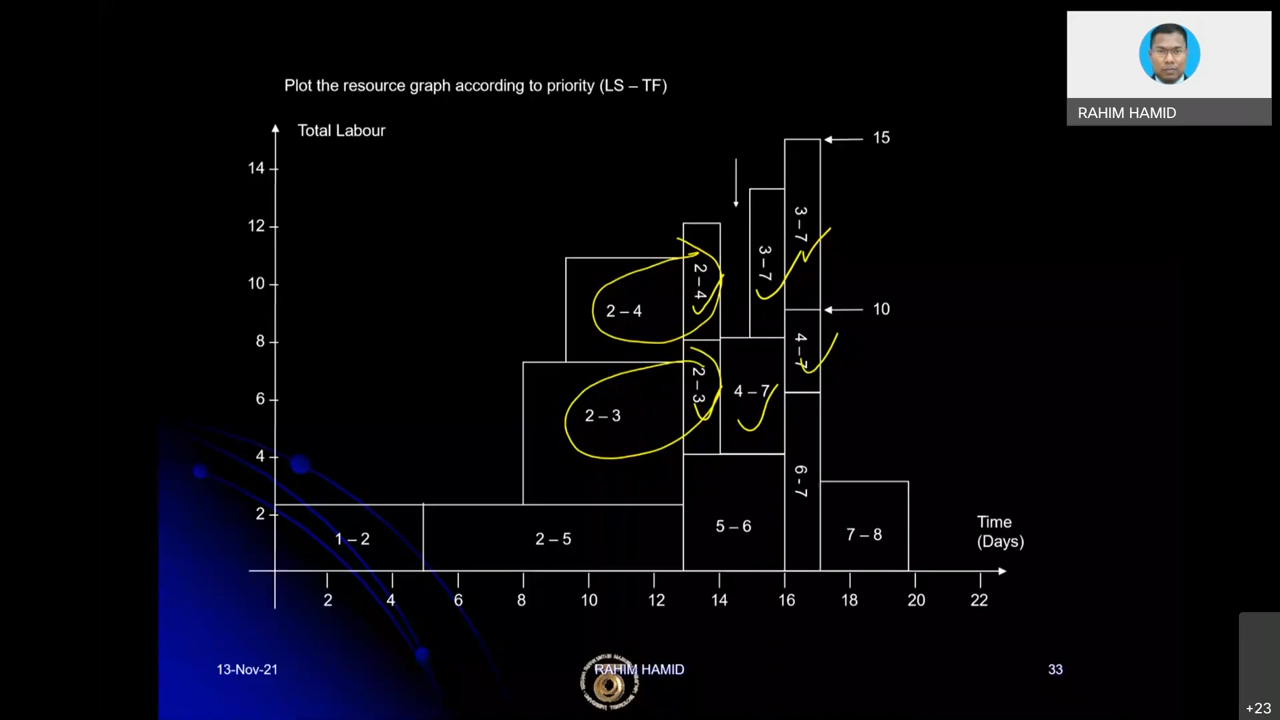 Plot the resource graph according to priority (LS – TF)
RAHIM HAMID
Total Labour
15
14
12
10
8
6
4
2
10
3 – 7
3 – 7
2 – 4
2 – 4
4 – 7
2 – 3
2 – 3
4 – 7
6 - 7
1 – 2
2 – 5
5 – 6
7 – 8
Time
(Days)
2 4 6 8 10 12 14 16 18 20 22
13-Nov-21
RAHIM HAMID
33
+23